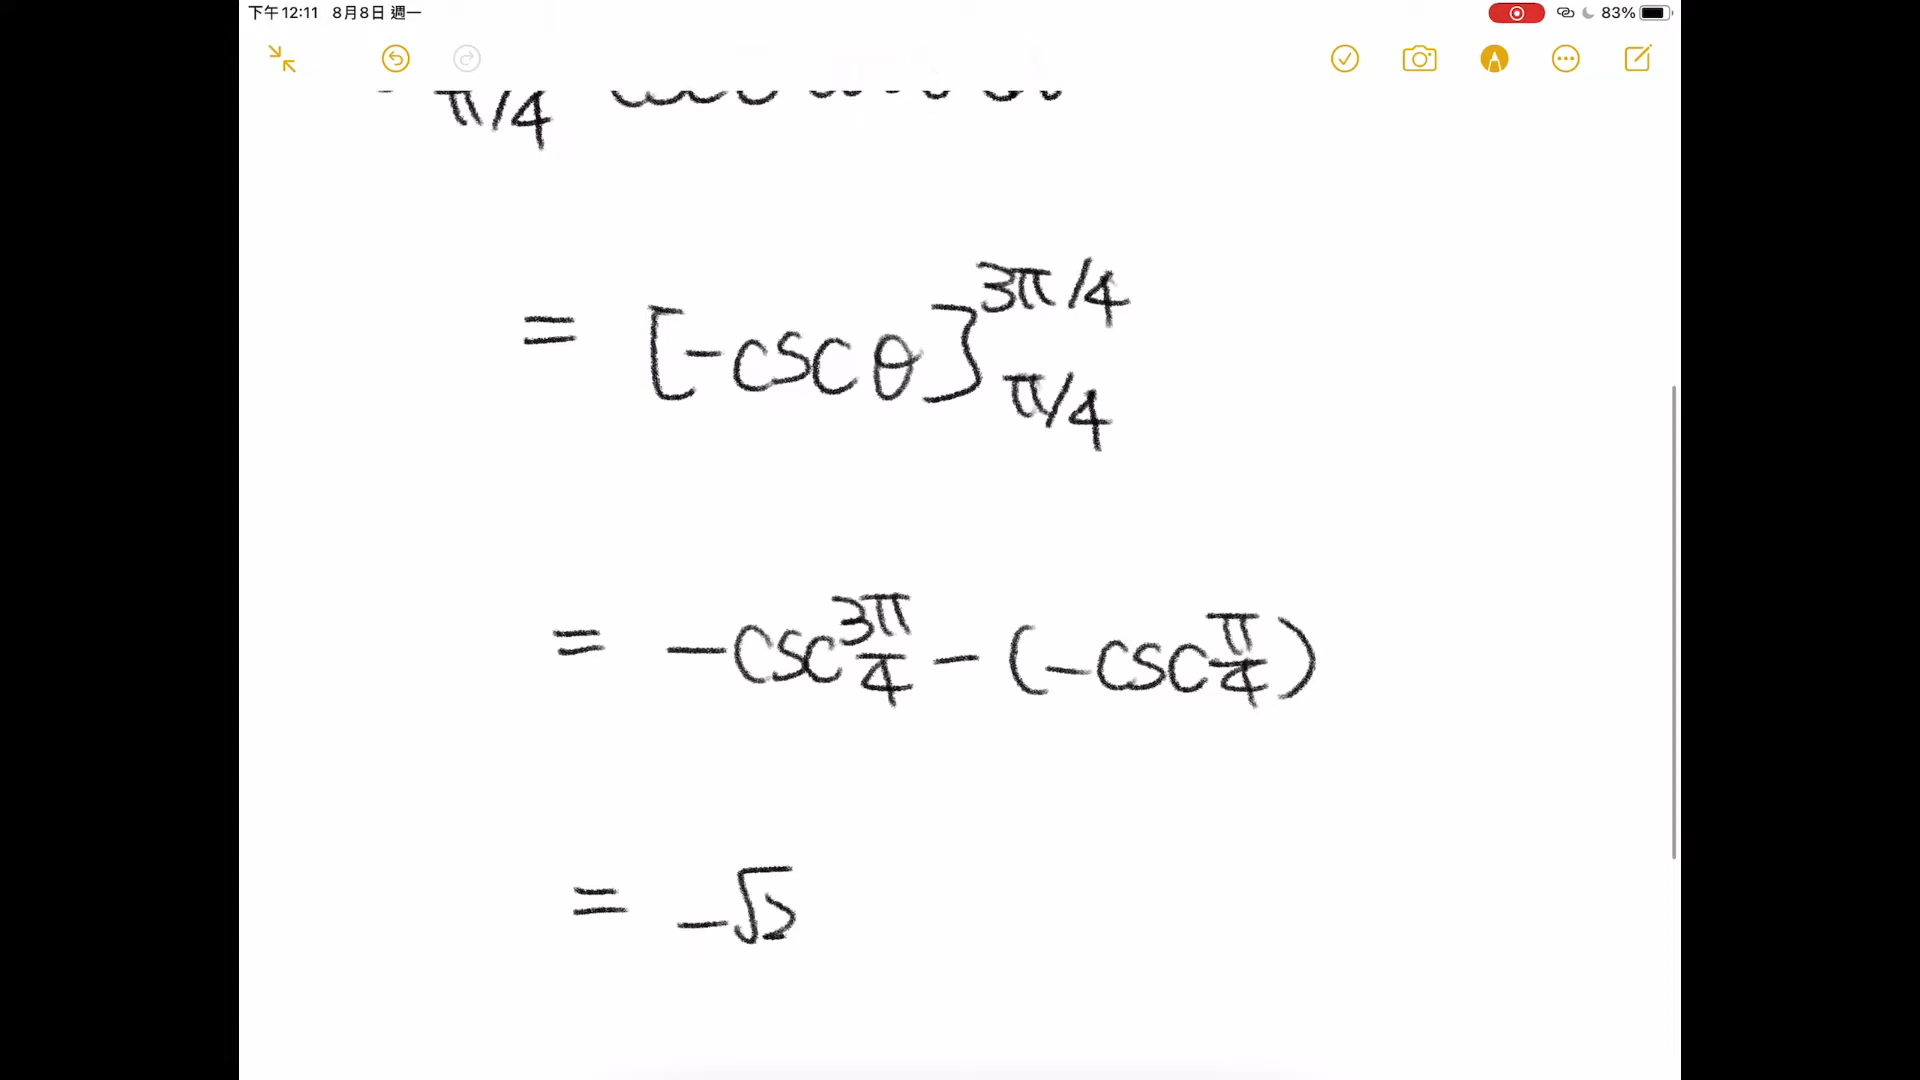 下午12:11 8月8日 週一 83%
π/4
= [-cscθ]^{3π/4}_{π/4}
= -csc 3π/4 - (-csc π/4)
= -√2